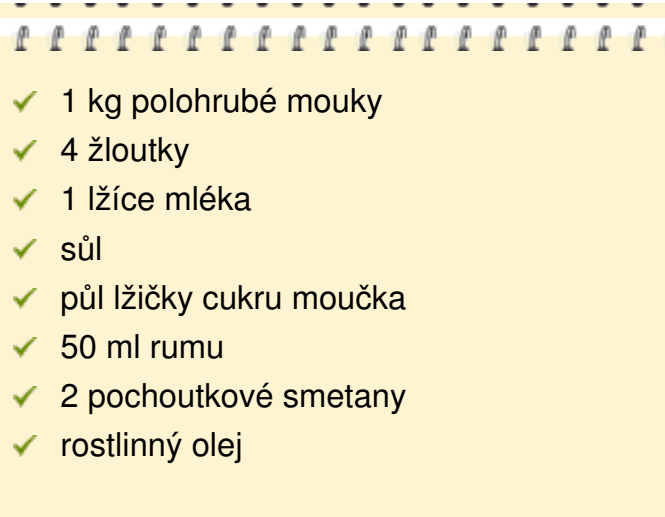 1 kg polohrubé mouky
4 žloutky
1 lžíce mléka
sůl
půl lžičky cukru moučka
50 ml rumu
2 pochoutkové smetany
rostlinný olej